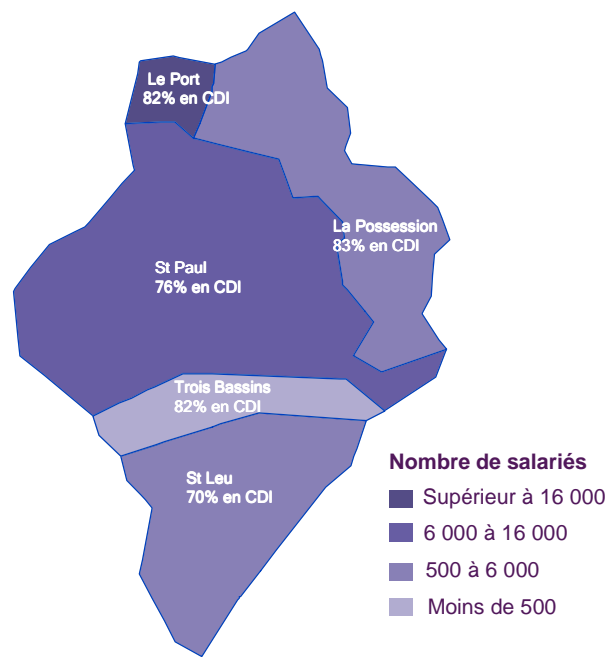 Le Port
82% en CDI
La Possession
83% en CDI
St Paul
76% en CDI
Trois Bassins
82% en CDI
St Leu
70% en CDI
Nombre de salariés
Supérieur à 16 000
6 000 à 16 000
500 à 6 000
Moins de 500